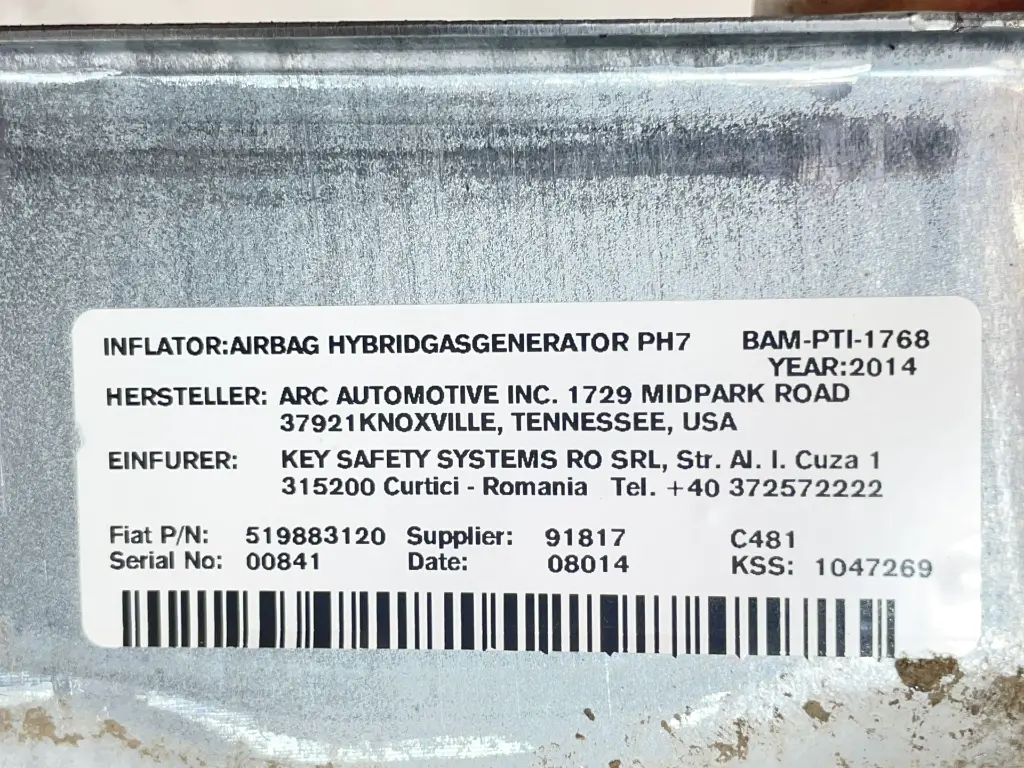 INFLATOR:AIRBAG HYBRIDGASGENERATOR PH7 BAM-PTI-1768
YEAR:2014
HERSTELLER: ARC AUTOMOTIVE INC. 1729 MIDPARK ROAD
37921KNOXVILLE, TENNESSEE, USA
EINFURER: KEY SAFETY SYSTEMS RO SRL, Str. Al. I. Cuza 1
315200 Curtici - Romania Tel. +40 372572222
Fiat P/N: 519883120 Supplier: 91817 C481
Serial No: 00841 Date: 08014 KSS: 1047269